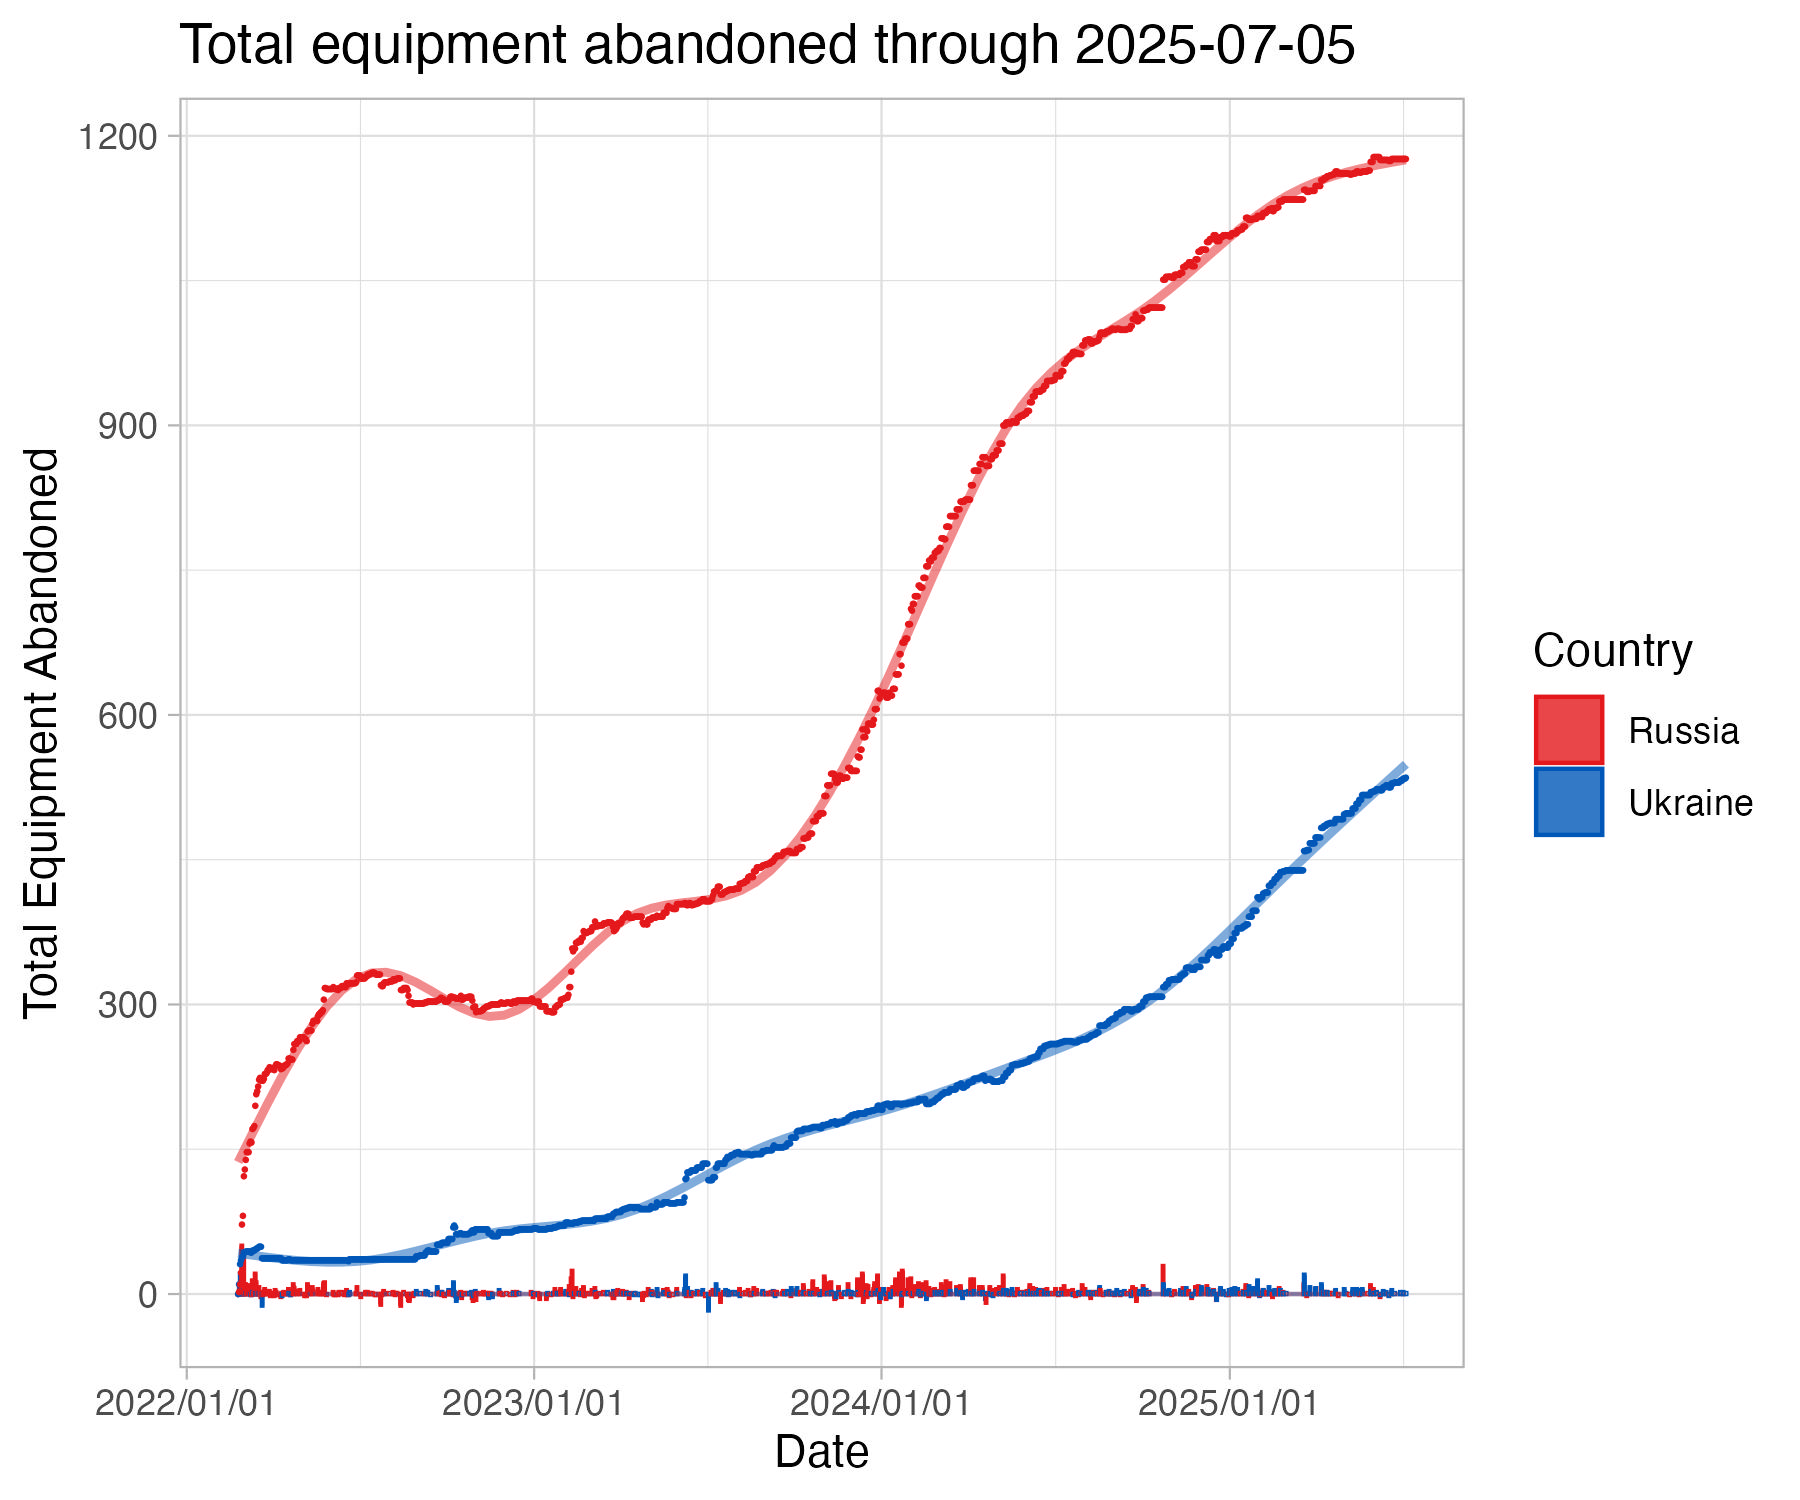 Total equipment abandoned through 2025-07-05
Total Equipment Abandoned
1200
900
600
300
0
2022/01/01
2023/01/01
2024/01/01
2025/01/01
Date
Country
Russia
Ukraine